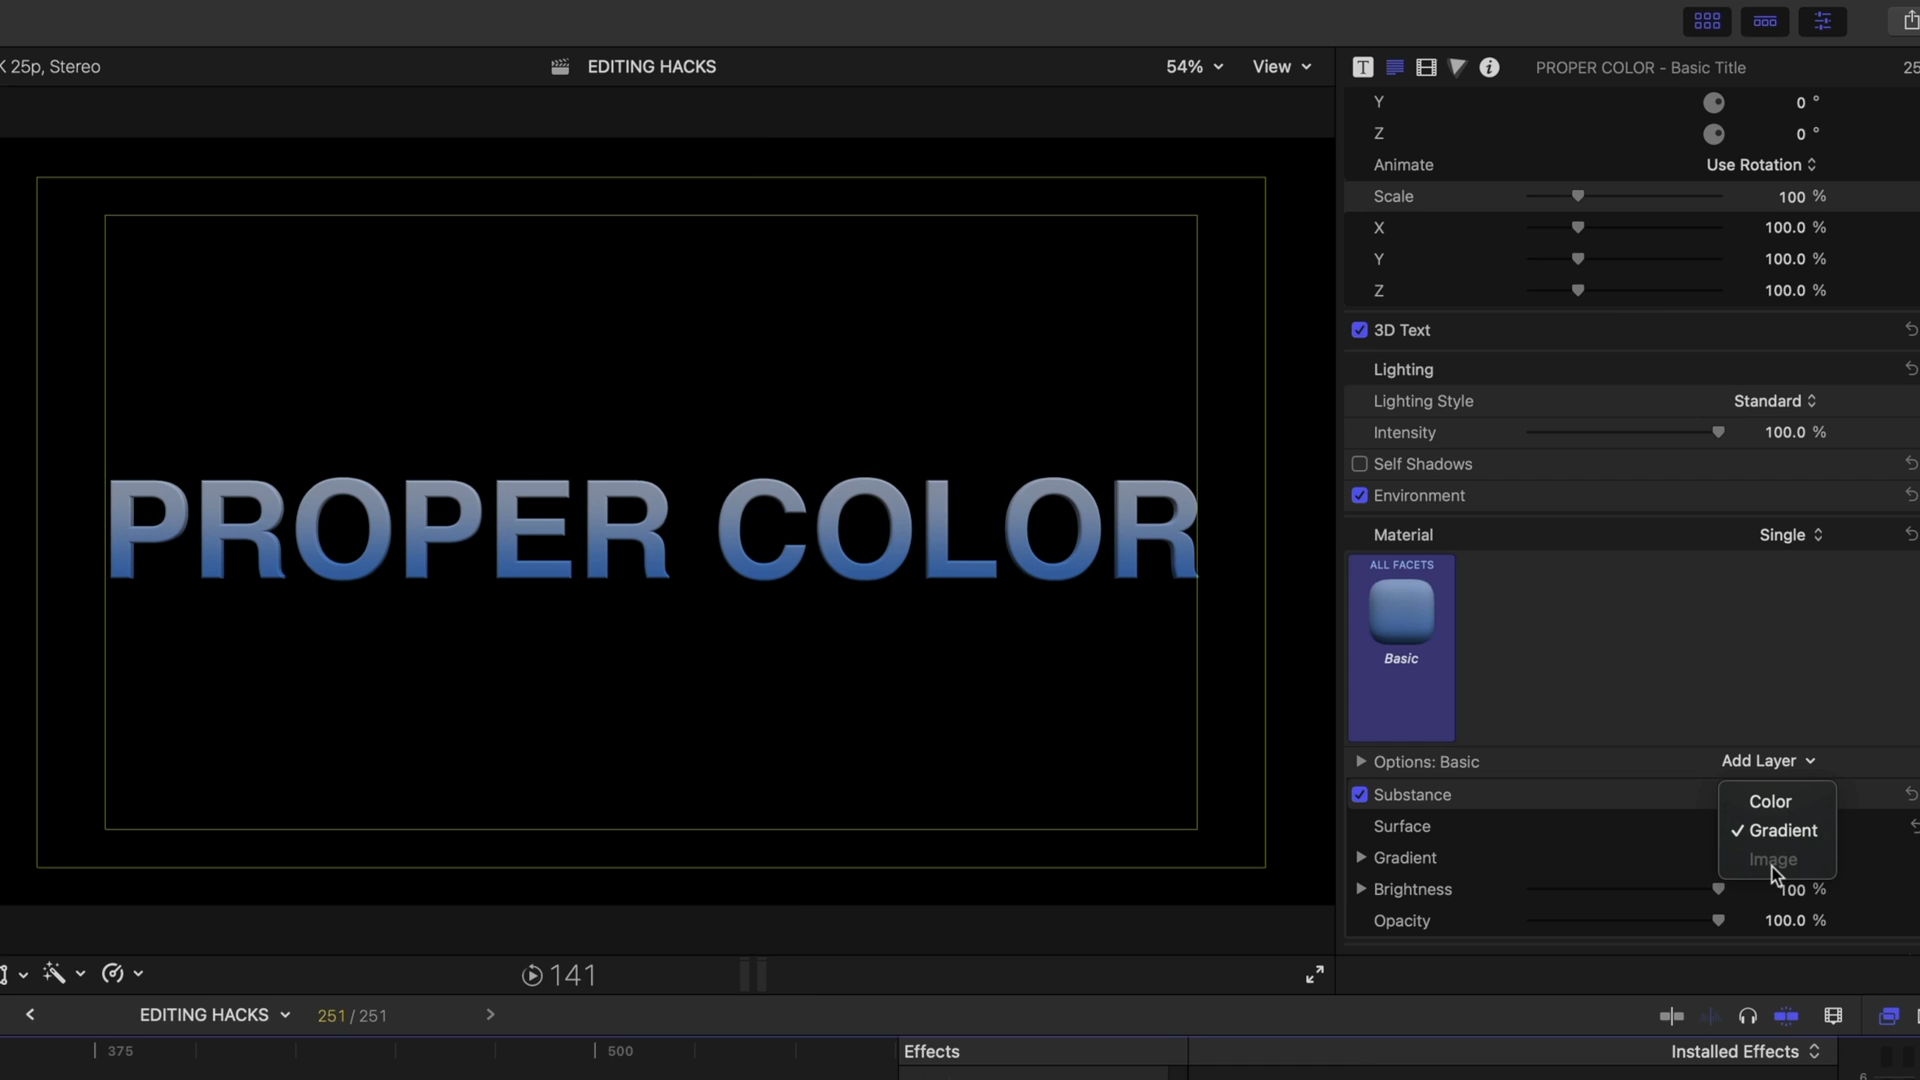 K 25p, Stereo
EDITING HACKS
54%
View
T
i
PROPER COLOR - Basic Title
25
Y
0 °
Z
0 °
Animate
Use Rotation
Scale
100 %
X
100.0 %
Y
100.0 %
Z
100.0 %
3D Text
Lighting
Lighting Style
Standard
Intensity
100.0 %
Self Shadows
Environment
Material
Single
ALL FACETS
Basic
PROPER COLOR
Options: Basic
Add Layer
Substance
Color
Surface
Gradient
Gradient
Image
Brightness
100 %
Opacity
100.0 %
141
EDITING HACKS
251 / 251
375
500
Effects
Installed Effects
6